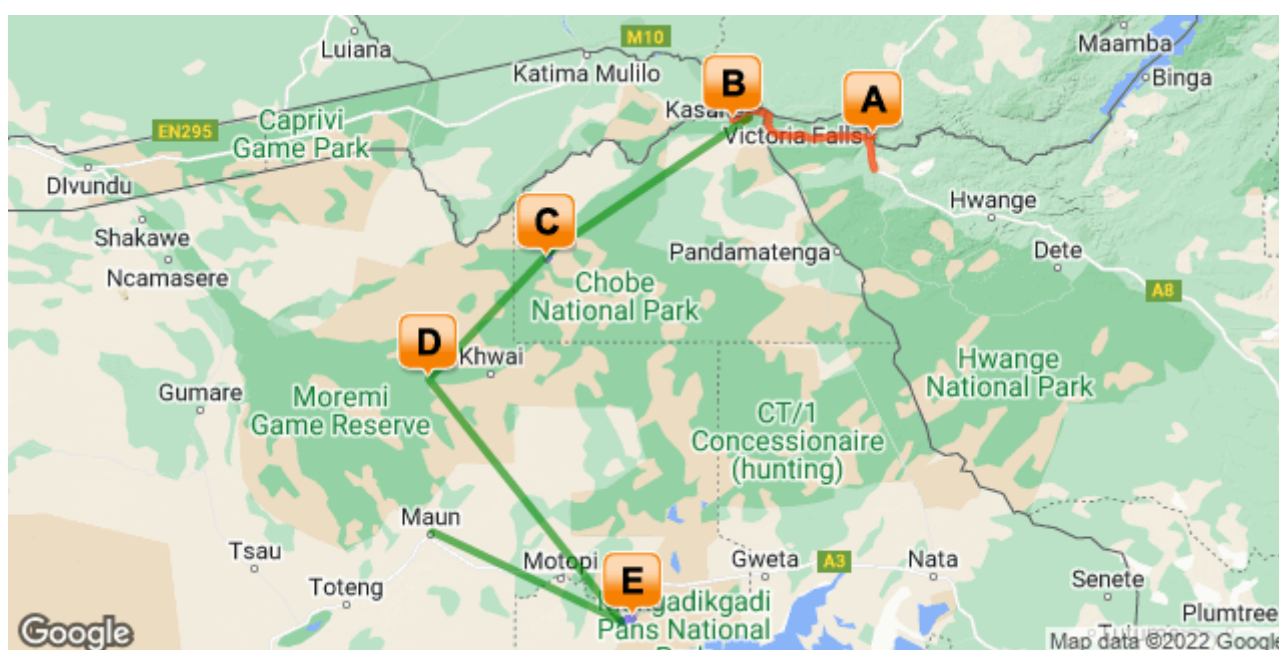 Luiana
M10
Maamba
Katima Mulilo
Binga
B
A
Victoria Falls
EN295
Caprivi
Game Park
DIvundu
Hwange
C
Shakawe
Pandamatenga
Dete
Ncamasere
Chobe
National Park
A8
D
Khwai
Hwange
National Park
Gumare
Moremi
Game Reserve
CT/1
Concessionaire
(hunting)
Maun
Tsau
Motopi
E
Gweta
A3
Nata
Toteng
Senete
Pans National
Plumtree
Google
Map data ©2022 Google